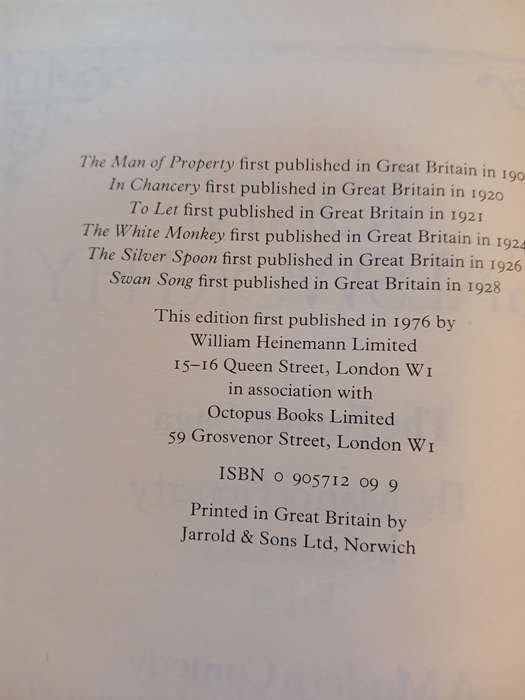 The Man of Property first published in Great Britain in 190
In Chancery first published in Great Britain in 1920
To Let first published in Great Britain in 1921
The White Monkey first published in Great Britain in 1924
The Silver Spoon first published in Great Britain in 1926
Swan Song first published in Great Britain in 1928
This edition first published in 1976 by
William Heinemann Limited
15–16 Queen Street, London W1
in association with
Octopus Books Limited
59 Grosvenor Street, London W1
ISBN 0 905712 09 9
Printed in Great Britain by
Jarrold & Sons Ltd, Norwich